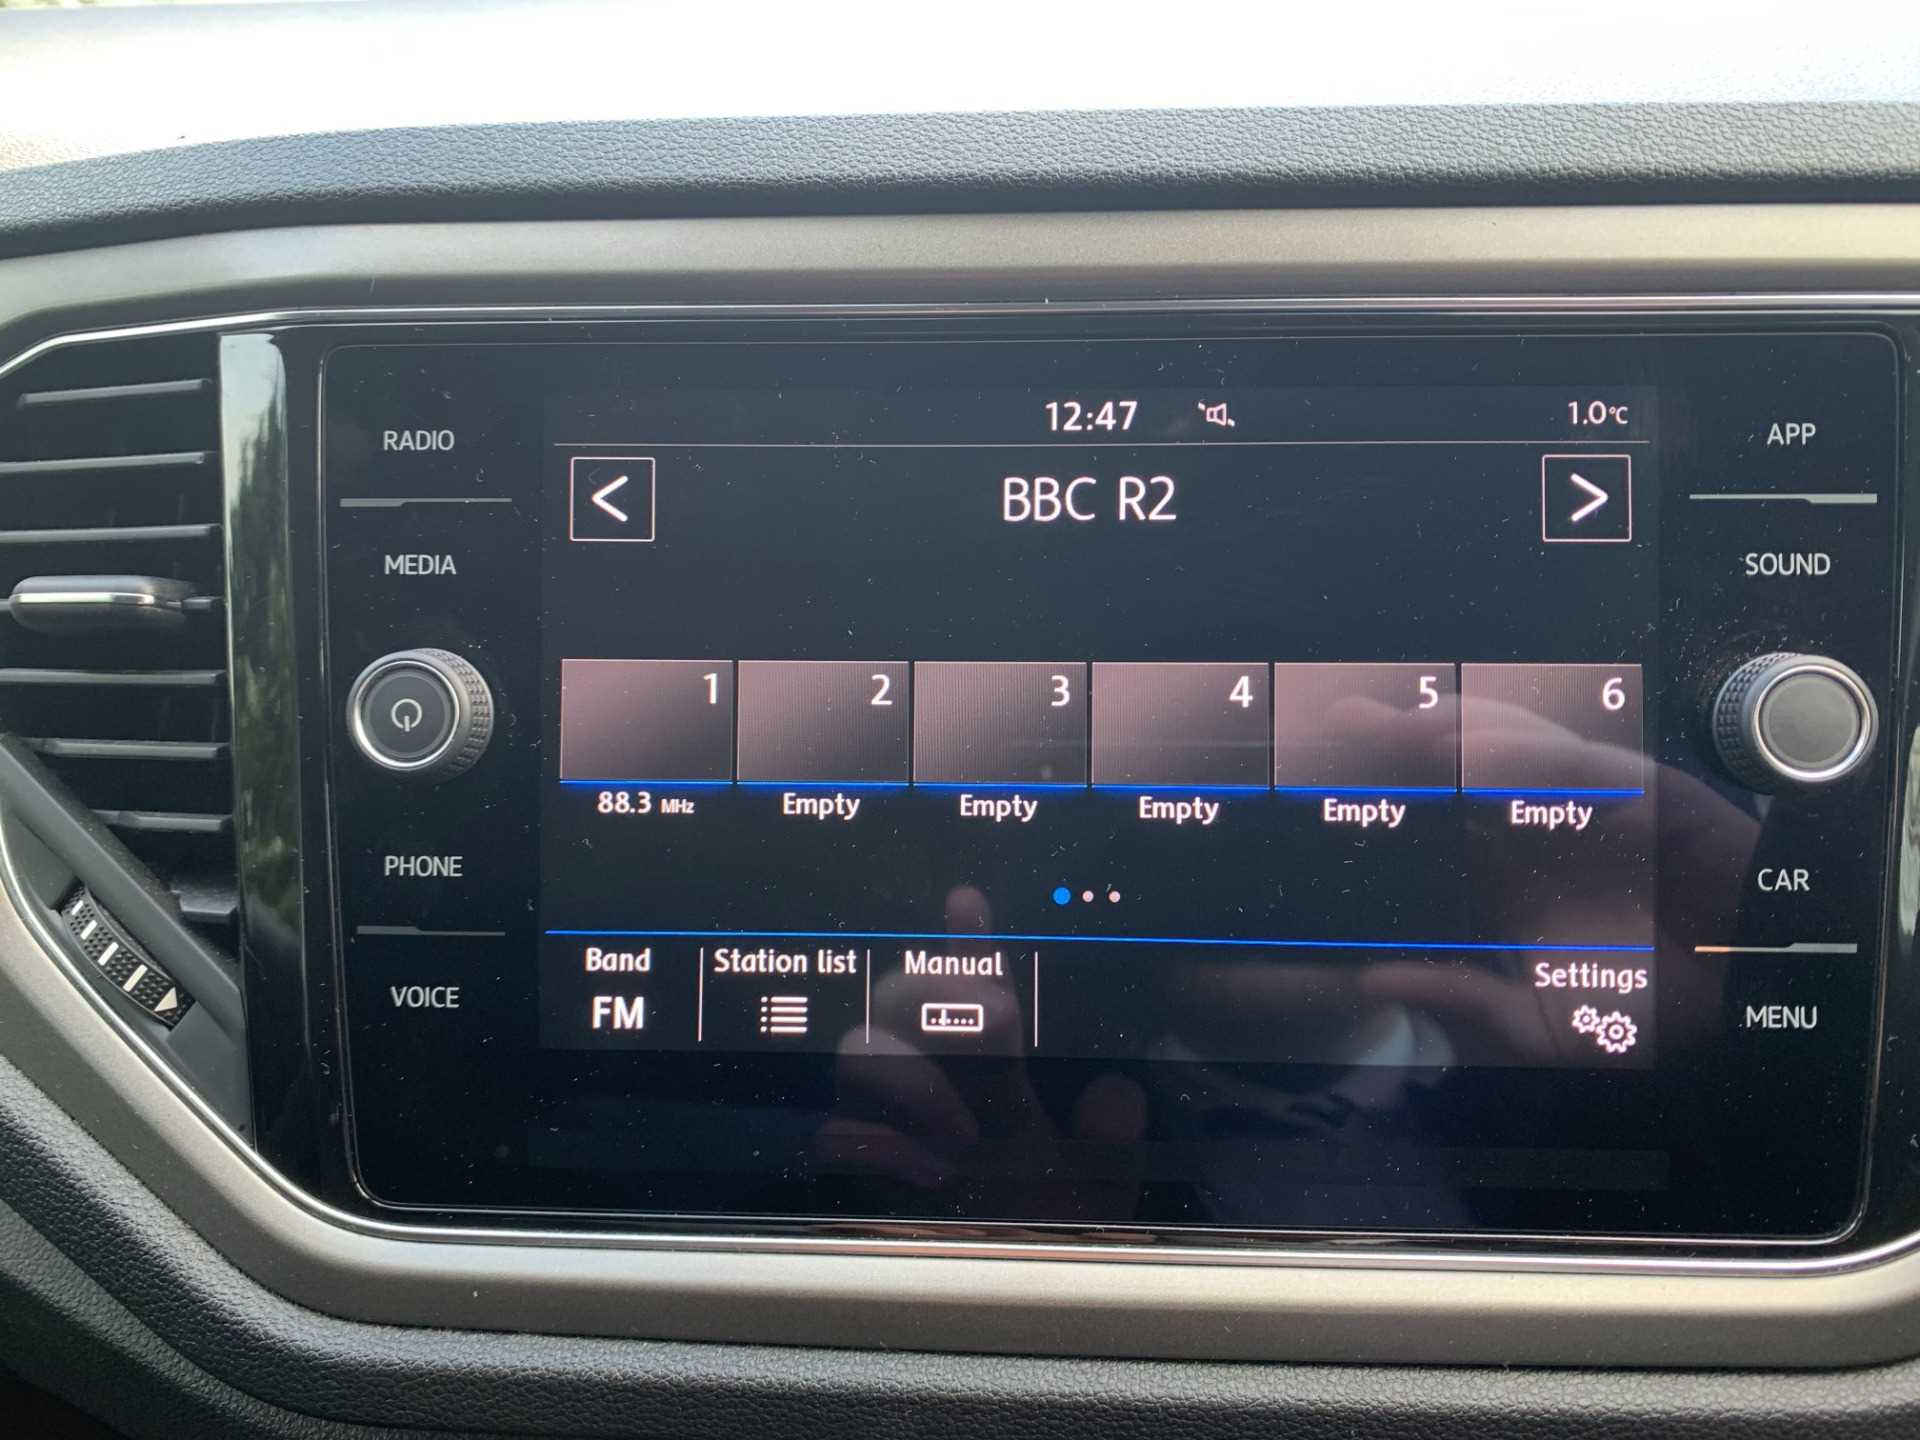 12:47 1.0°C
RADIO
APP
< BBC R2 >
MEDIA
SOUND
1 2 3 4 5 6
88.3 MHz Empty Empty Empty Empty Empty
PHONE
CAR
Band Station list Manual Settings
FM
VOICE
MENU